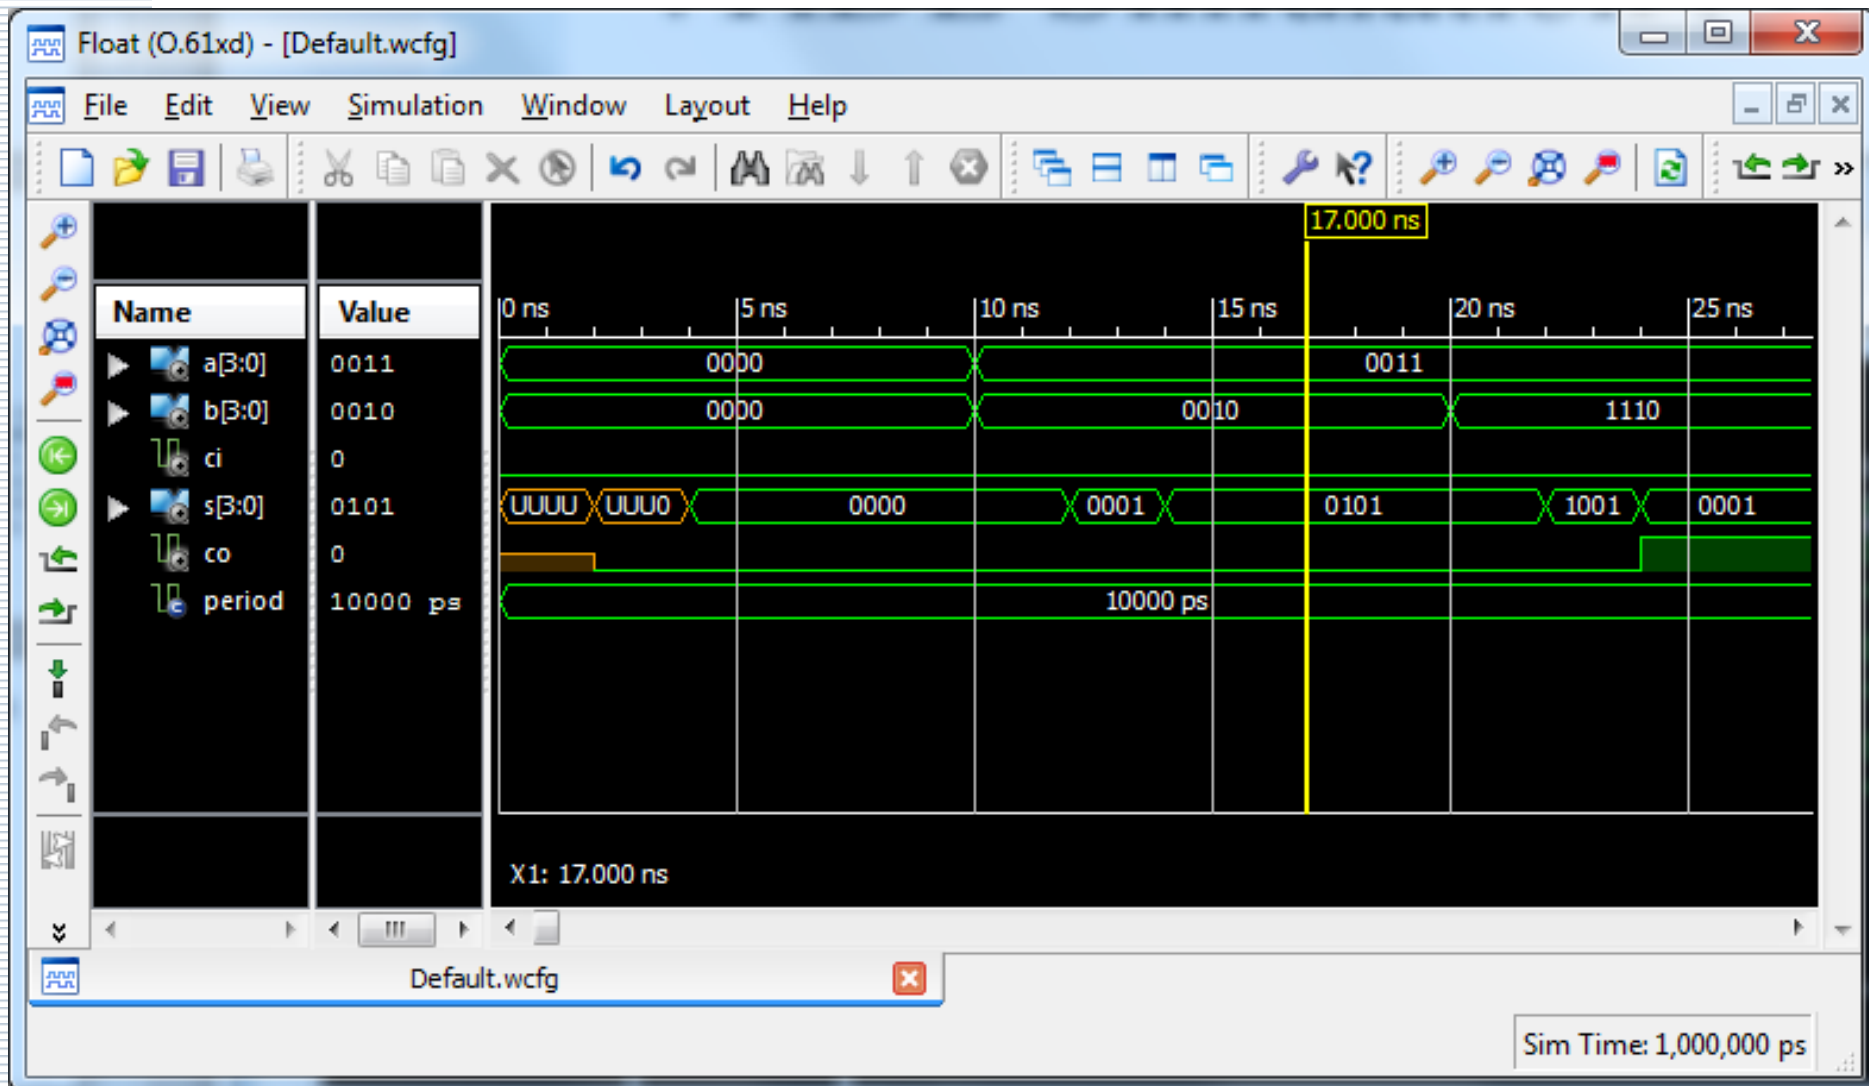 Float (O.61xd) - [Default.wcfg]
File Edit View Simulation Window Layout Help
17.000 ns
Name Value 0 ns 5 ns 10 ns 15 ns 20 ns 25 ns
a[3:0] 0011 0000 0011
b[3:0] 0010 0000 0010 1110
ci 0
s[3:0] 0101 UUUU UUU0 0000 0001 0101 1001 0001
co 0
period 10000 ps 10000 ps
X1: 17.000 ns
Default.wcfg
Sim Time: 1,000,000 ps